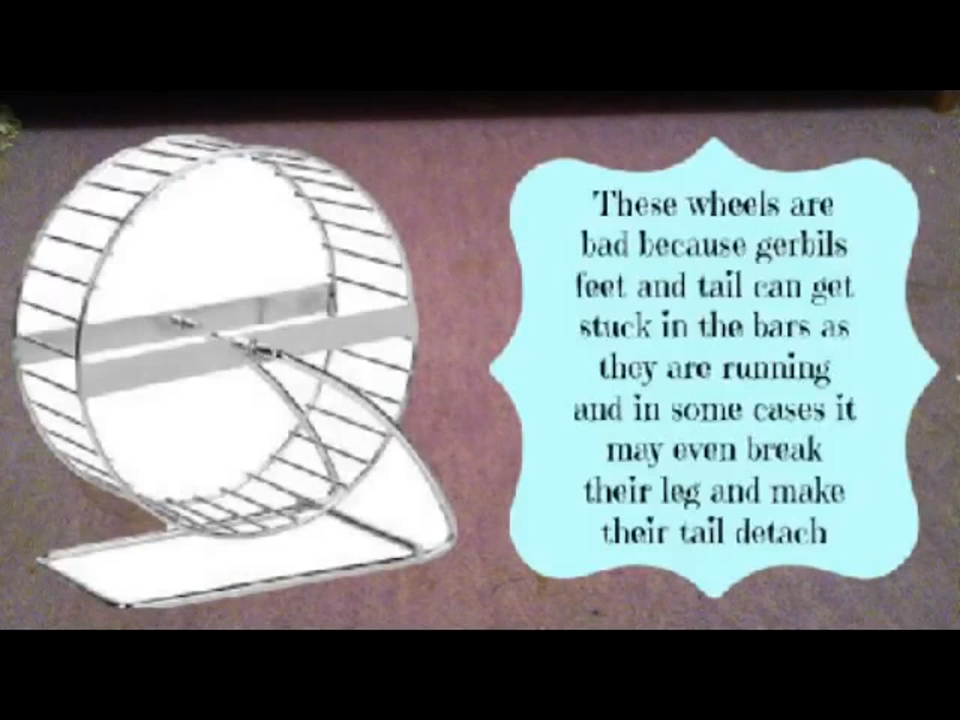 These wheels are
bad because gerbils
feet and tail can get
stuck in the bars as
they are running
and in some cases it
may even break
their leg and make
their tail detach